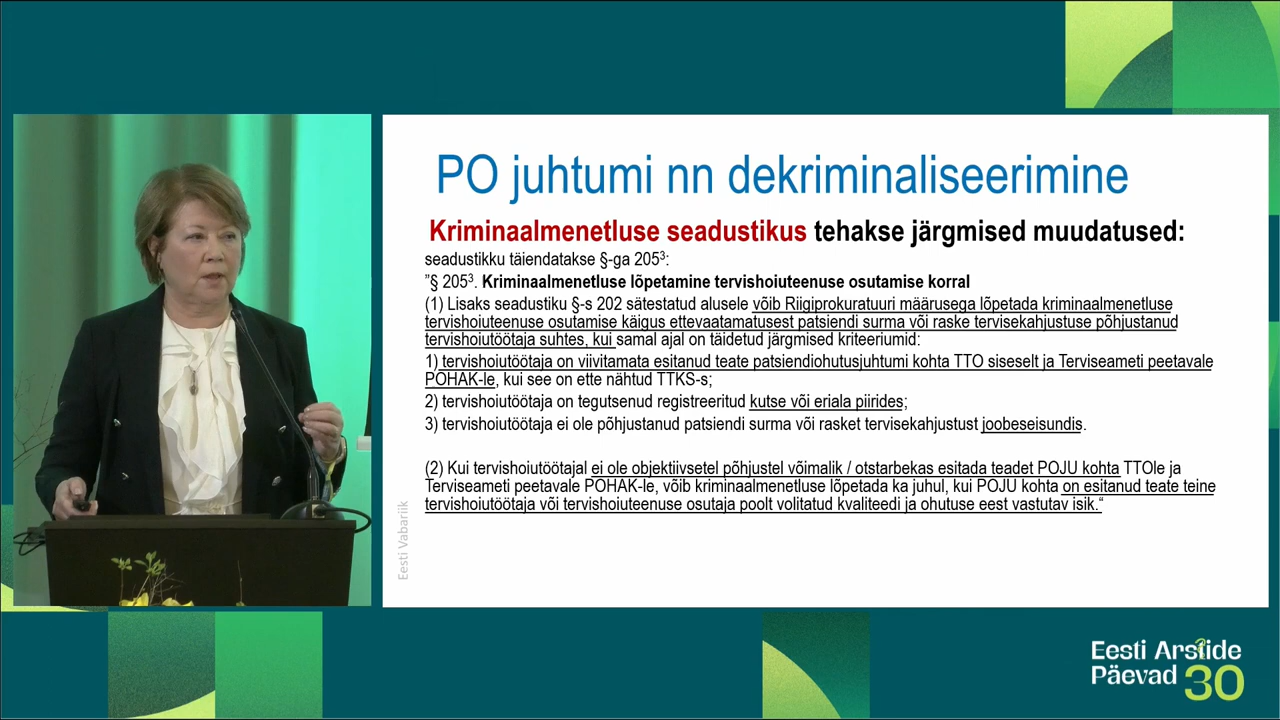 PO juhtumi nn dekriminaliseerimine
Kriminaalmenetluse seadustikus tehakse järgmised muudatused:
seadustikku täiendatakse §-ga 205³:
”§ 205³. Kriminaalmenetluse lõpetamine tervishoiuteenuse osutamise korral
(1) Lisaks seadustiku §-s 202 sätestatud alusele võib Riigiprokuratuuri määrusega lõpetada kriminaalmenetluse
tervishoiuteenuse osutamise käigus ettevaatamatusest patsiendi surma või raske tervisekahjustuse põhjustanud
tervishoiutöötaja suhtes, kui samal ajal on täidetud järgmised kriteeriumid:
1) tervishoiutöötaja on viivitamata esitanud teate patsiendiohutusjuhtumi kohta TTO siseselt ja Terviseameti peetavale
POHAK-le, kui see on ette nähtud TTKS-s;
2) tervishoiutöötaja on tegutsenud registreeritud kutse või eriala piirides;
3) tervishoiutöötaja ei ole põhjustanud patsiendi surma või rasket tervisekahjustust joobeseisundis.
(2) Kui tervishoiutöötajal ei ole objektiivsetel põhjustel võimalik / otstarbekas esitada teadet POJU kohta TTOle ja
Terviseameti peetavale POHAK-le, võib kriminaalmenetluse lõpetada ka juhul, kui POJU kohta on esitanud teate teine
tervishoiutöötaja või tervishoiuteenuse osutaja poolt volitatud kvaliteedi ja ohutuse eest vastutav isik.“
Eesti Vabariik
Eesti Arstide
Päevad 30